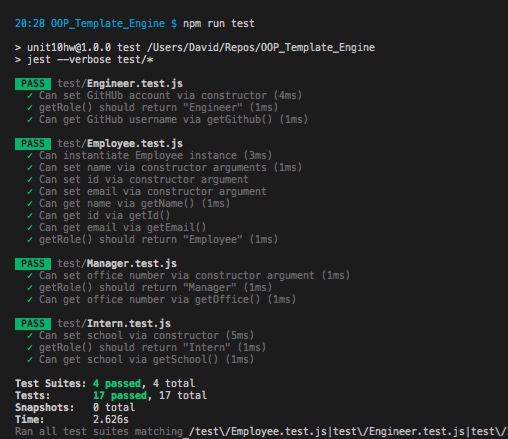 20:28 OOP_Template_Engine $ npm run test
> unit10hw@1.0.0 test /Users/David/Repos/OOP_Template_Engine
> jest --verbose test/*
PASS test/Engineer.test.js
✓ Can set GitHUb account via constructor (4ms)
✓ getRole() should return "Engineer" (1ms)
✓ Can get GitHub username via getGithub() (1ms)
PASS test/Employee.test.js
✓ Can instantiate Employee instance (3ms)
✓ Can set name via constructor arguments (1ms)
✓ Can set id via constructor argument
✓ Can set email via constructor argument
✓ Can get name via getName() (1ms)
✓ Can get id via getId()
✓ Can get email via getEmail()
✓ getRole() should return "Employee" (1ms)
PASS test/Manager.test.js
✓ Can set office number via constructor argument (1ms)
✓ getRole() should return "Manager" (1ms)
✓ Can get office number via getOffice() (1ms)
PASS test/Intern.test.js
✓ Can set school via constructor (5ms)
✓ getRole() should return "Intern" (1ms)
✓ Can get school via getSchool() (1ms)
Test Suites: 4 passed, 4 total
Tests: 17 passed, 17 total
Snapshots: 0 total
Time: 2.626s
Ran all test suites matching /test\/Employee.test.js|test\/Engineer.test.js|test\/